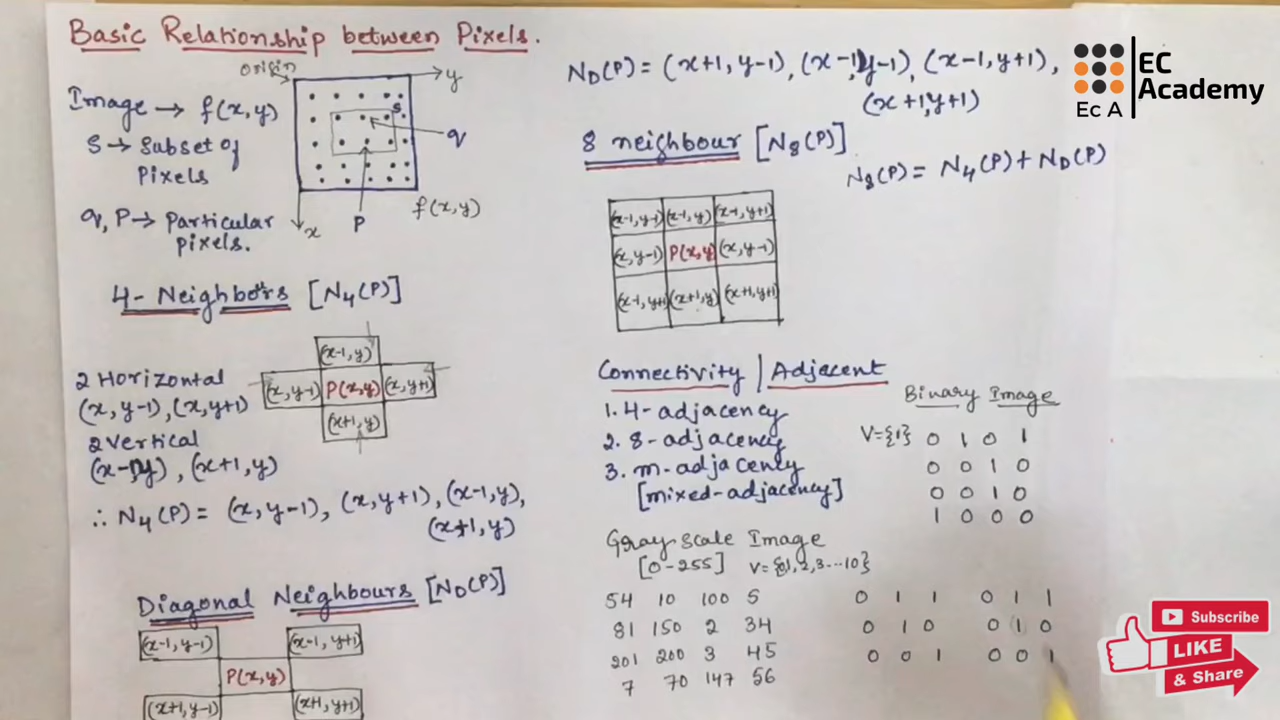 Basic Relationship between Pixels.
origin
y
Image → f(x,y)
S → Subset of
Pixels
q, P → Particular
pixels.
S
q
x
P
f(x,y)
4-Neighbors [N4(P)]
2 Horizontal
(x,y-1),(x,y+1)
2 Vertical
(x-1,y), (x+1,y)
(x-1,y)
(x,y-1) P(x,y) (x,y+1)
(x+1,y)
∴ N4(P) = (x,y-1), (x,y+1), (x-1,y),
(x+1,y)
Diagonal Neighbours [ND(P)]
(x-1,y-1) (x-1,y+1)
P(x,y)
(x+1,y-1) (x+1,y+1)
ND(P) = (x+1,y-1), (x-1,y-1), (x-1,y+1),
(x+1,y+1)
8 neighbour [N8(P)]
N8(P) = N4(P) + ND(P)
(x-1,y-1) (x-1,y) (x-1,y+1)
(x,y-1) P(x,y) (x,y-1)
(x-1,y+1) (x+1,y) (x+1,y+1)
Connectivity | Adjacent
1. 4-adjacency
2. 8-adjacency
3. m-adjacency
[mixed-adjacency]
Binary Image
V={1} 0 1 0 1
0 0 1 0
0 0 1 0
1 0 0 0
Gray scale Image
[0-255] V={0,1,2,3...10}
54 10 100 5
81 150 2 34
201 200 3 45
7 70 147 56
0 1 1 0 1 1
0 1 0 0 1 0
0 0 1 0 0 1
EC
Academy
Ec A
Subscribe
LIKE
& Share